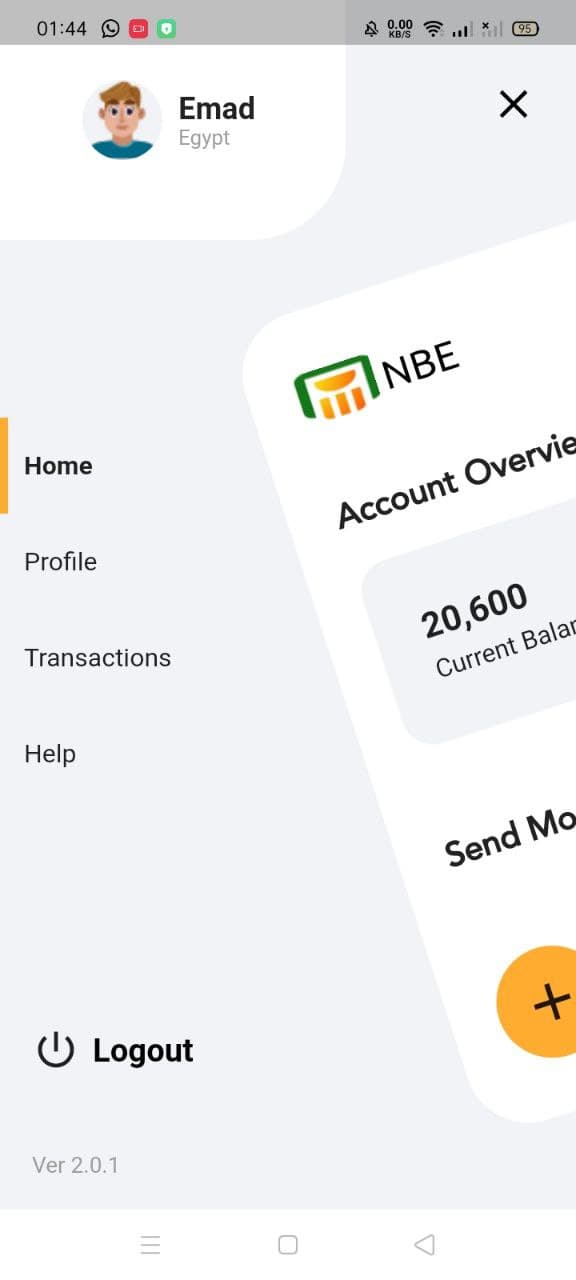 01:44
0.00
KB/S
95
Emad
Egypt
NBE
Account Overvie
20,600
Current Balan
Send Mo
Home
Profile
Transactions
Help
Logout
Ver 2.0.1